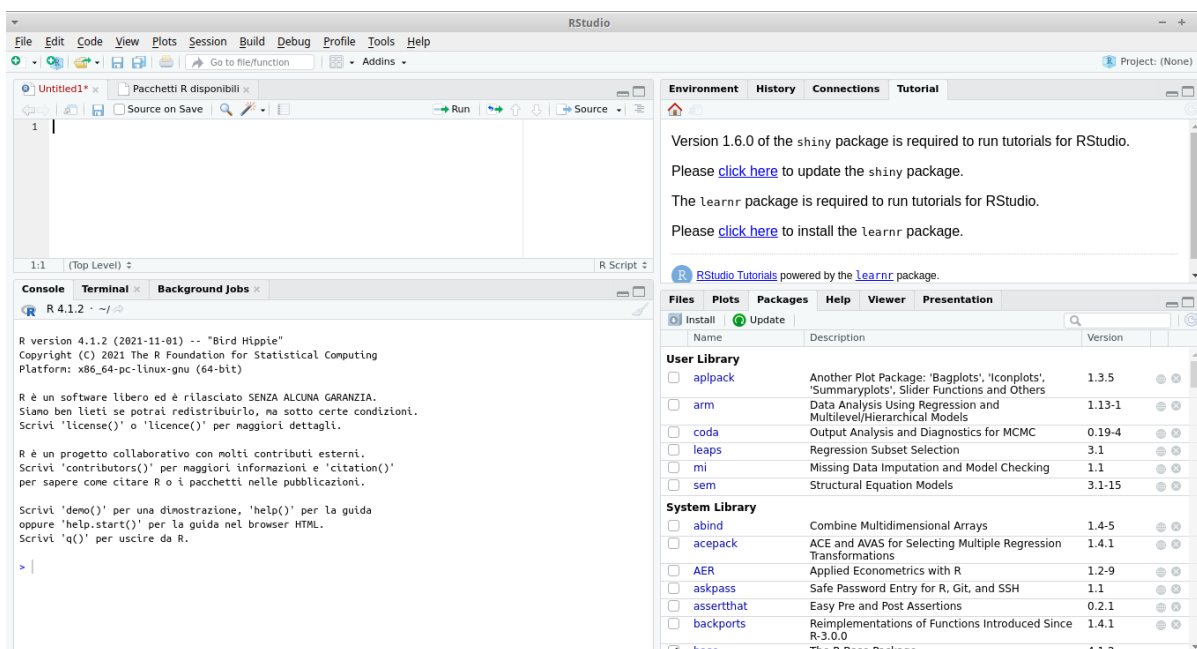 RStudio
File Edit Code View Plots Session Build Debug Profile Tools Help
Go to file/function Addins Project: (None)
Untitled1* Pacchetti R disponibili
Source on Save Run Source
1
1:1 (Top Level) R Script
Console Terminal Background Jobs
R 4.1.2 · ~/
R version 4.1.2 (2021-11-01) -- "Bird Hippie"
Copyright (C) 2021 The R Foundation for Statistical Computing
Platform: x86_64-pc-linux-gnu (64-bit)
R è un software libero ed è rilasciato SENZA ALCUNA GARANZIA.
Siamo ben lieti se potrai redistribuirlo, ma sotto certe condizioni.
Scrivi 'license()' o 'licence()' per maggiori dettagli.
R è un progetto collaborativo con molti contributi esterni.
Scrivi 'contributors()' per maggiori informazioni e 'citation()'
per sapere come citare R o i pacchetti nelle pubblicazioni.
Scrivi 'demo()' per una dimostrazione, 'help()' per la guida
oppure 'help.start()' per la guida nel browser HTML.
Scrivi 'q()' per uscire da R.
>
Environment History Connections Tutorial
Version 1.6.0 of the shiny package is required to run tutorials for RStudio.
Please click here to update the shiny package.
The learnr package is required to run tutorials for RStudio.
Please click here to install the learnr package.
R RStudio Tutorials powered by the learnr package.
Files Plots Packages Help Viewer Presentation
Install Update
Name Description Version
User Library
aplpack Another Plot Package: 'Bagplots', 'Iconplots', 1.3.5
'Summaryplots', Slider Functions and Others
arm Data Analysis Using Regression and 1.13-1
Multilevel/Hierarchical Models
coda Output Analysis and Diagnostics for MCMC 0.19-4
leaps Regression Subset Selection 3.1
mi Missing Data Imputation and Model Checking 1.1
sem Structural Equation Models 3.1-15
System Library
abind Combine Multidimensional Arrays 1.4-5
acepack ACE and AVAS for Selecting Multiple Regression 1.4.1
Transformations
AER Applied Econometrics with R 1.2-9
askpass Safe Password Entry for R, Git, and SSH 1.1
assertthat Easy Pre and Post Assertions 0.2.1
backports Reimplementations of Functions Introduced Since 1.4.1
R-3.0.0